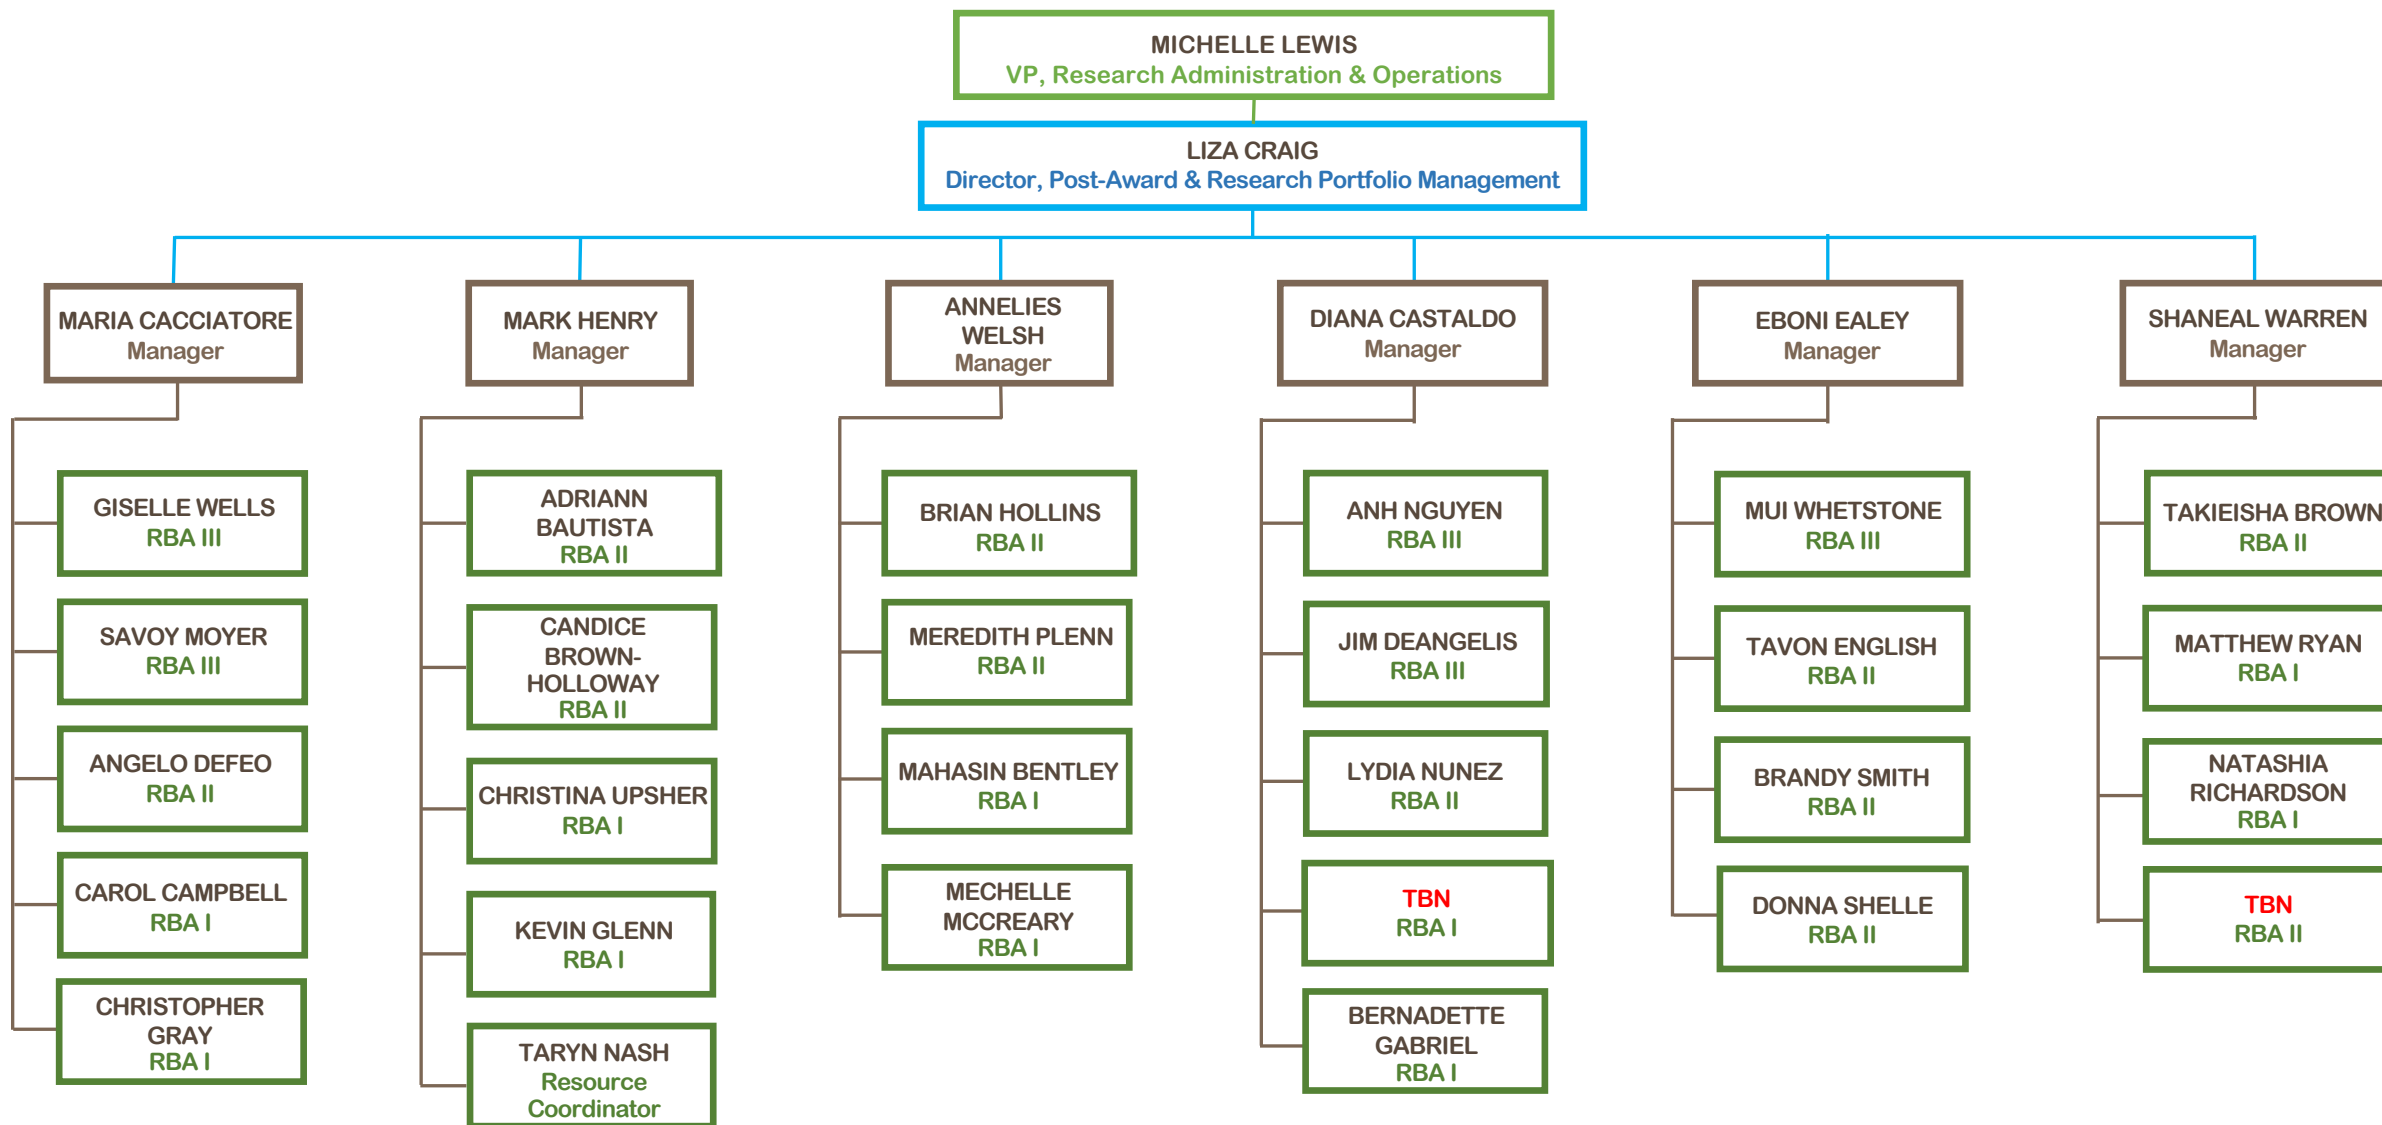 MICHELLE LEWIS
VP, Research Administration & Operations
LIZA CRAIG
Director, Post-Award & Research Portfolio Management
MARIA CACCIATORE
Manager
GISELLE WELLS
RBA III
SAVOY MOYER
RBA III
ANGELO DEFEO
RBA II
CAROL CAMPBELL
RBA I
CHRISTOPHER
GRAY
RBA I
MARK HENRY
Manager
ADRIANN
BAUTISTA
RBA II
CANDICE
BROWN-
HOLLOWAY
RBA II
CHRISTINA UPSHER
RBA I
KEVIN GLENN
RBA I
TARYN NASH
Resource
Coordinator
ANNELIES
WELSH
Manager
BRIAN HOLLINS
RBA II
MEREDITH PLENN
RBA II
MAHASIN BENTLEY
RBA I
MECHELLE
MCCREARY
RBA I
DIANA CASTALDO
Manager
ANH NGUYEN
RBA III
JIM DEANGELIS
RBA III
LYDIA NUNEZ
RBA II
TBN
RBA I
BERNADETTE
GABRIEL
RBA I
EBONI EALEY
Manager
MUI WHETSTONE
RBA III
TAVON ENGLISH
RBA II
BRANDY SMITH
RBA II
DONNA SHELLE
RBA II
SHANEAL WARREN
Manager
TAKIEISHA BROWN
RBA II
MATTHEW RYAN
RBA I
NATASHIA
RICHARDSON
RBA I
TBN
RBA II